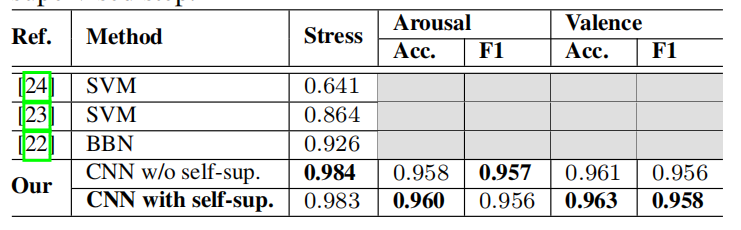 Ref. Method Stress Arousal Valence
Acc. F1 Acc. F1
[24] SVM 0.641
[23] SVM 0.864
[22] BBN 0.926
Our CNN w/o self-sup. 0.984 0.958 0.957 0.961 0.956
CNN with self-sup. 0.983 0.960 0.956 0.963 0.958